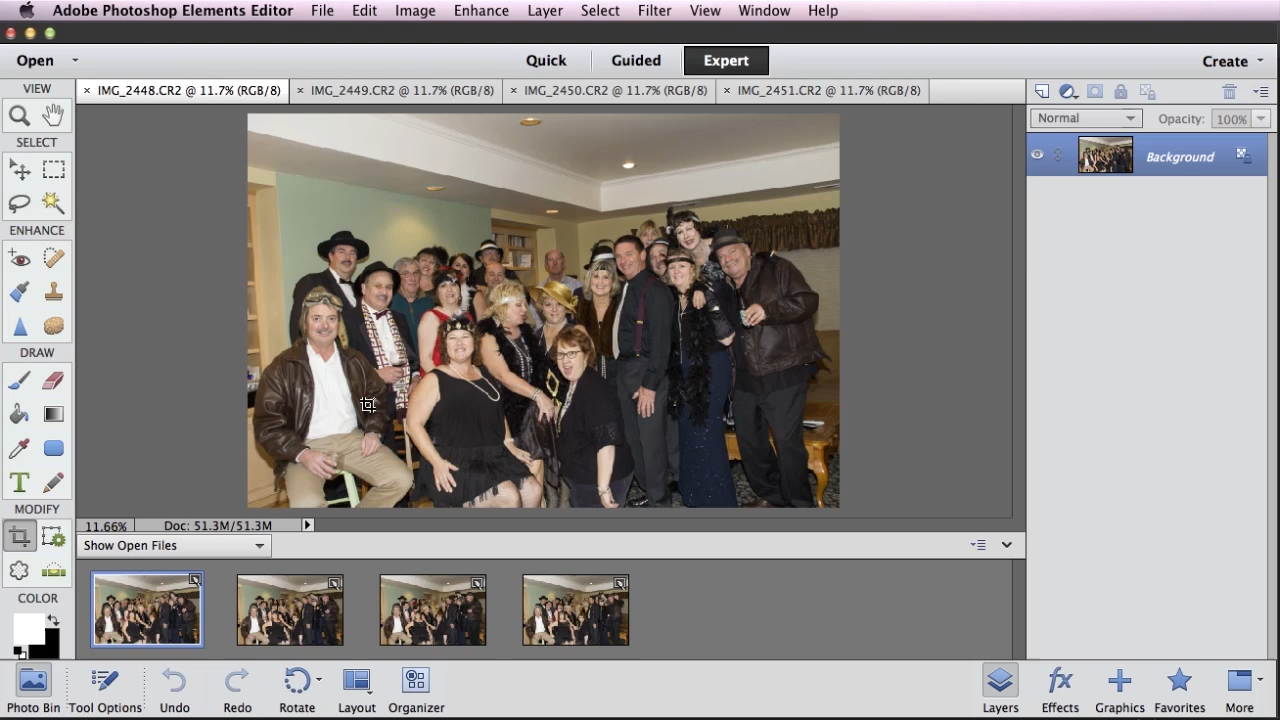 Adobe Photoshop Elements Editor File Edit Image Enhance Layer Select Filter View Window Help
Open Quick Guided Expert Create
VIEW
× IMG_2448.CR2 @ 11.7% (RGB/8) × IMG_2449.CR2 @ 11.7% (RGB/8) × IMG_2450.CR2 @ 11.7% (RGB/8) × IMG_2451.CR2 @ 11.7% (RGB/8)
Normal Opacity: 100%
SELECT
Background
ENHANCE
DRAW
T
MODIFY
11.66% Doc: 51.3M/51.3M
Show Open Files
COLOR
Photo Bin Tool Options Undo Redo Rotate Layout Organizer Layers fx Effects Graphics Favorites More